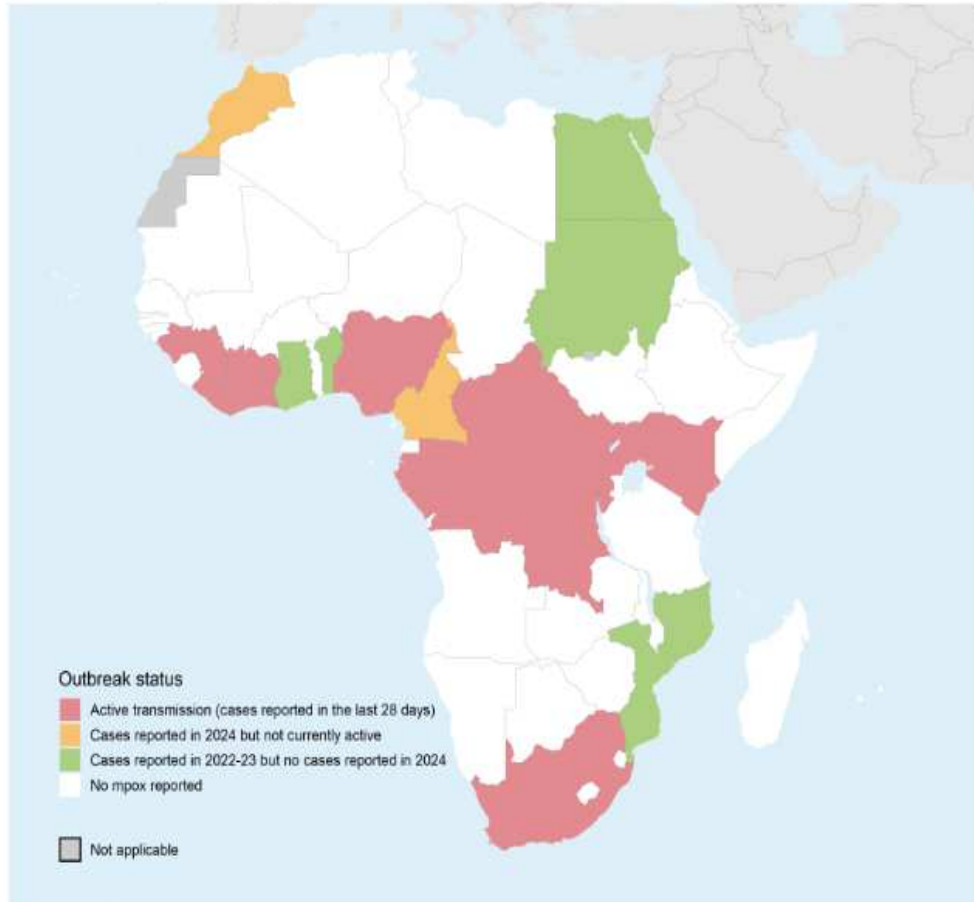 Outbreak status
Active transmission (cases reported in the last 28 days)
Cases reported in 2024 but not currently active
Cases reported in 2022-23 but no cases reported in 2024
No mpox reported
Not applicable